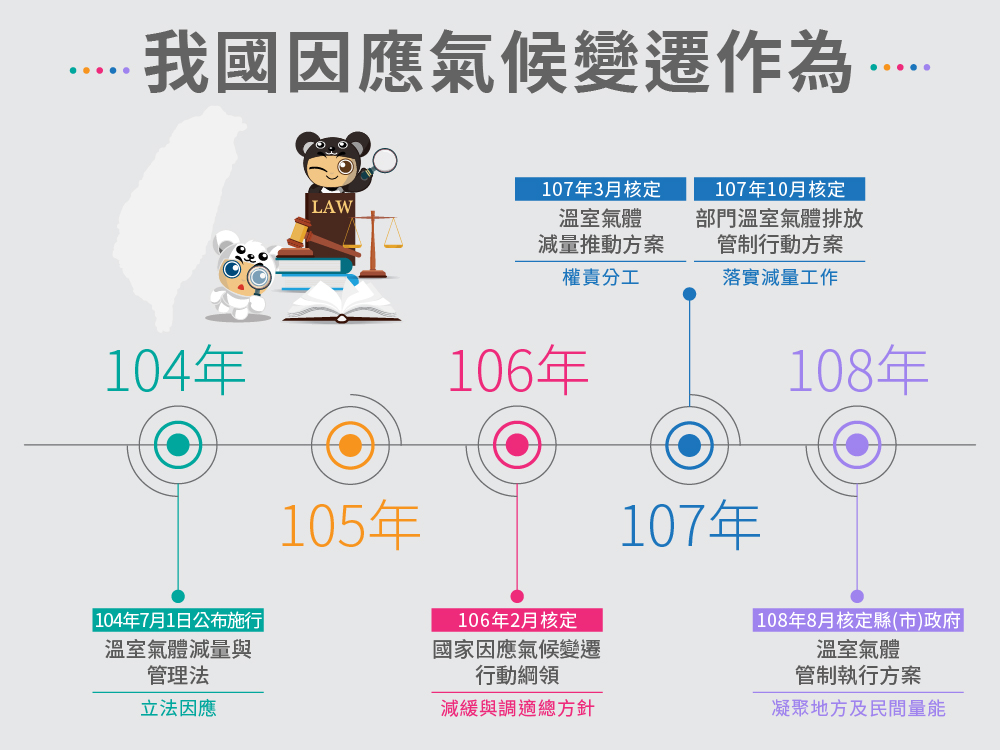 我國因應氣候變遷作為
LAW
107年3月核定
溫室氣體
減量推動方案
權責分工
107年10月核定
部門溫室氣體排放
管制行動方案
落實減量工作
104年
106年
108年
105年
107年
104年7月1日公布施行
溫室氣體減量與
管理法
立法因應
106年2月核定
國家因應氣候變遷
行動綱領
減緩與調適總方針
108年8月核定縣(市)政府
溫室氣體
管制執行方案
凝聚地方及民間量能